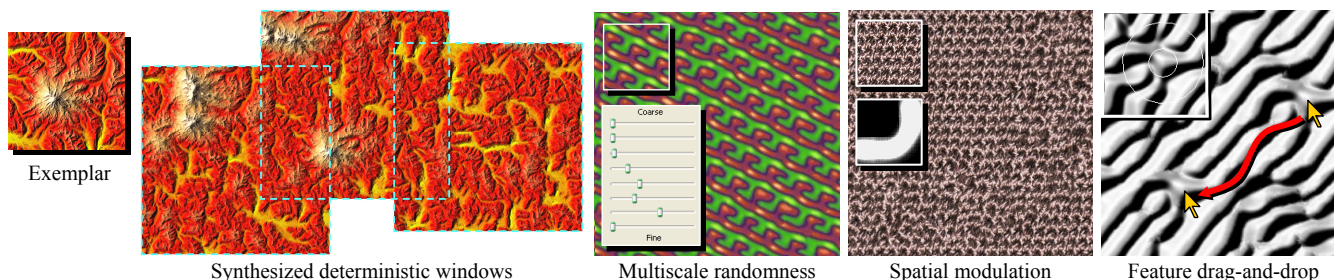 Exemplar
Synthesized deterministic windows
Coarse
Fine
Multiscale randomness
Spatial modulation
Feature drag-and-drop